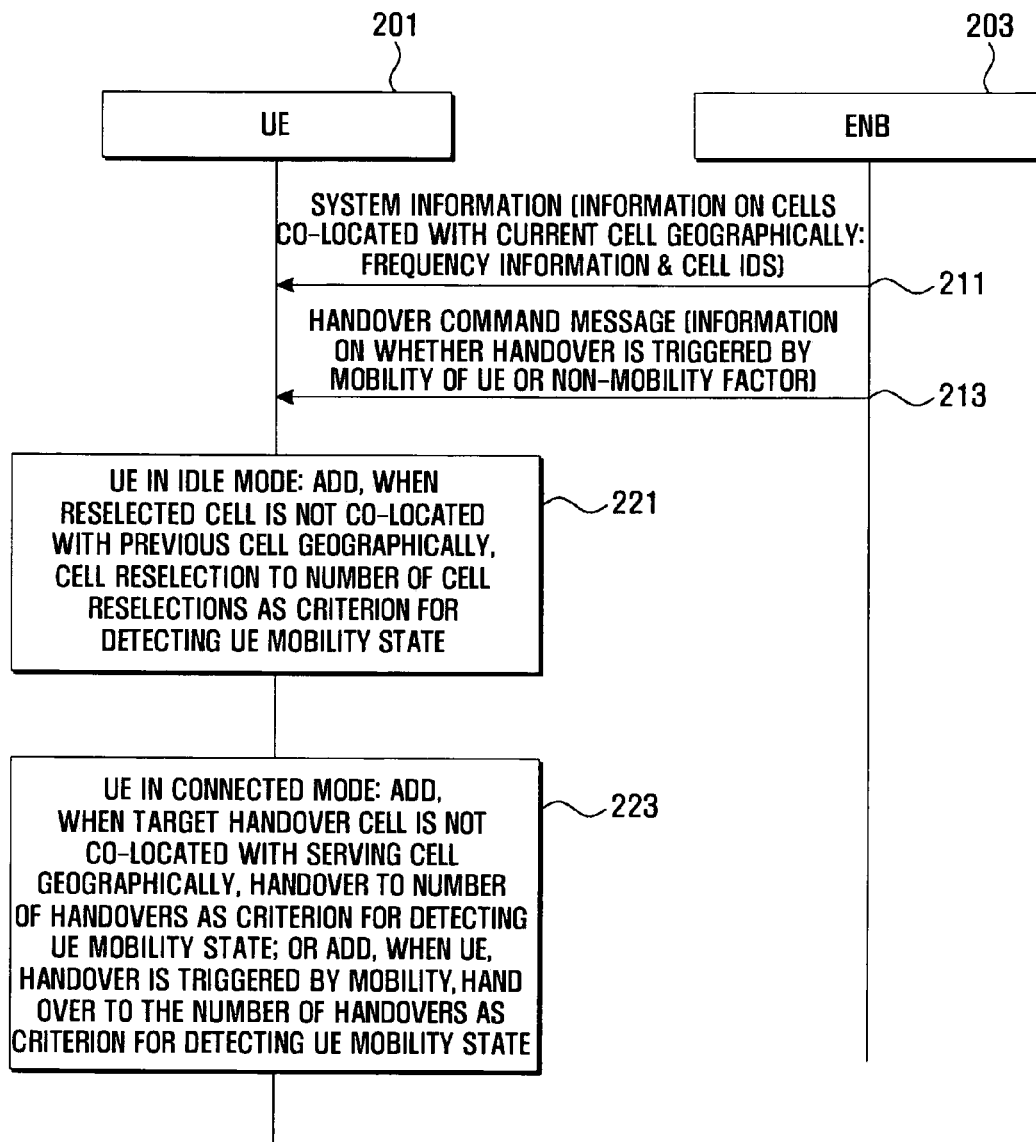 201
203
UE
ENB
SYSTEM INFORMATION (INFORMATION ON CELLS
CO-LOCATED WITH CURRENT CELL GEOGRAPHICALLY:
FREQUENCY INFORMATION & CELL IDS)
211
HANDOVER COMMAND MESSAGE (INFORMATION
ON WHETHER HANDOVER IS TRIGGERED BY
MOBILITY OF UE OR NON-MOBILITY FACTOR)
213
UE IN IDLE MODE: ADD, WHEN
RESELECTED CELL IS NOT CO-LOCATED
WITH PREVIOUS CELL GEOGRAPHICALLY,
CELL RESELECTION TO NUMBER OF CELL
RESELECTIONS AS CRITERION FOR
DETECTING UE MOBILITY STATE
221
UE IN CONNECTED MODE: ADD,
WHEN TARGET HANDOVER CELL IS NOT
CO-LOCATED WITH SERVING CELL
GEOGRAPHICALLY, HANDOVER TO NUMBER
OF HANDOVERS AS CRITERION FOR DETECTING
UE MOBILITY STATE; OR ADD, WHEN UE,
HANDOVER IS TRIGGERED BY MOBILITY, HAND
OVER TO THE NUMBER OF HANDOVERS AS
CRITERION FOR DETECTING UE MOBILITY STATE
223